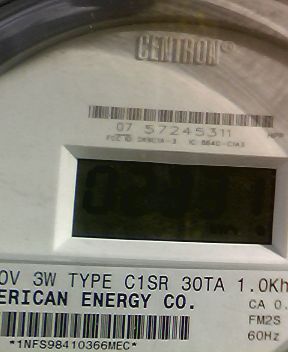 CENTRON®
07 57245311
0V 3W TYPE C1SR 30TA 1.0Kh
ERICAN ENERGY CO.
CA 0.
FM2S
60Hz
*1NFS98410366MEC*